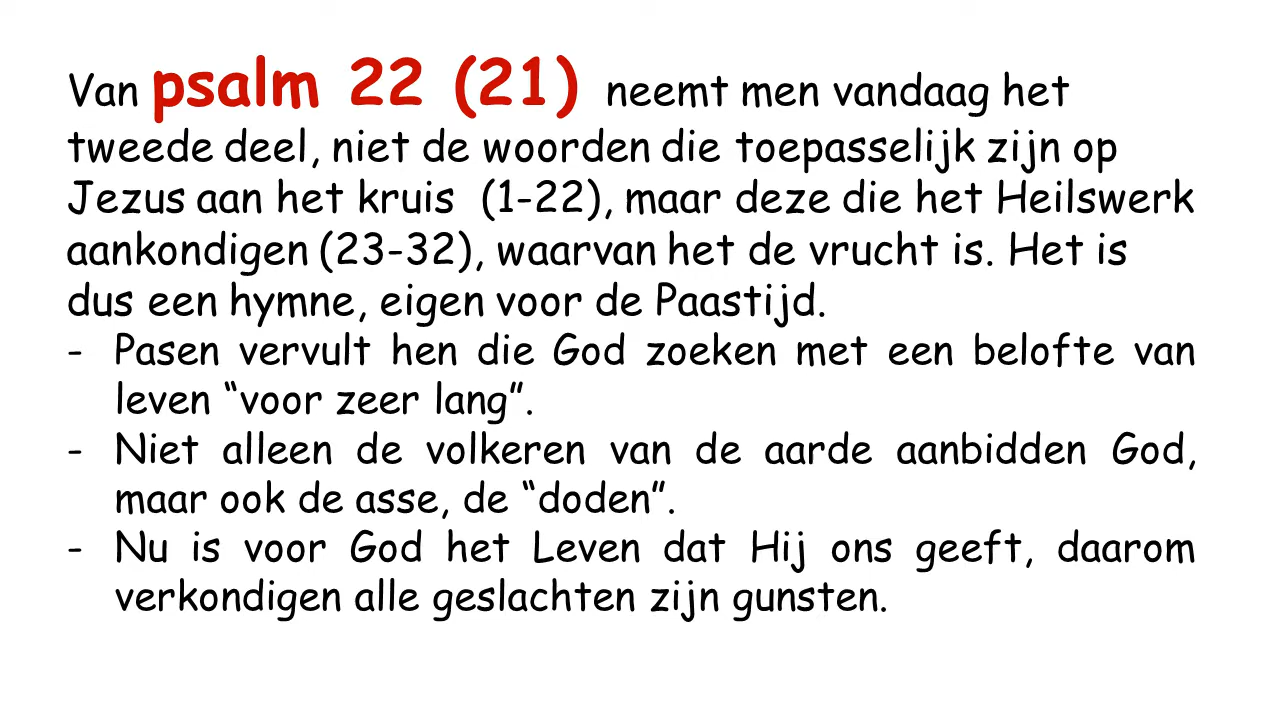 Van psalm 22 (21) neemt men vandaag het
tweede deel, niet de woorden die toepasselijk zijn op
Jezus aan het kruis (1-22), maar deze die het Heilswerk
aankondigen (23-32), waarvan het de vrucht is. Het is
dus een hymne, eigen voor de Paastijd.
- Pasen vervult hen die God zoeken met een belofte van
leven “voor zeer lang”.
- Niet alleen de volkeren van de aarde aanbidden God,
maar ook de asse, de “doden”.
- Nu is voor God het Leven dat Hij ons geeft, daarom
verkondigen alle geslachten zijn gunsten.